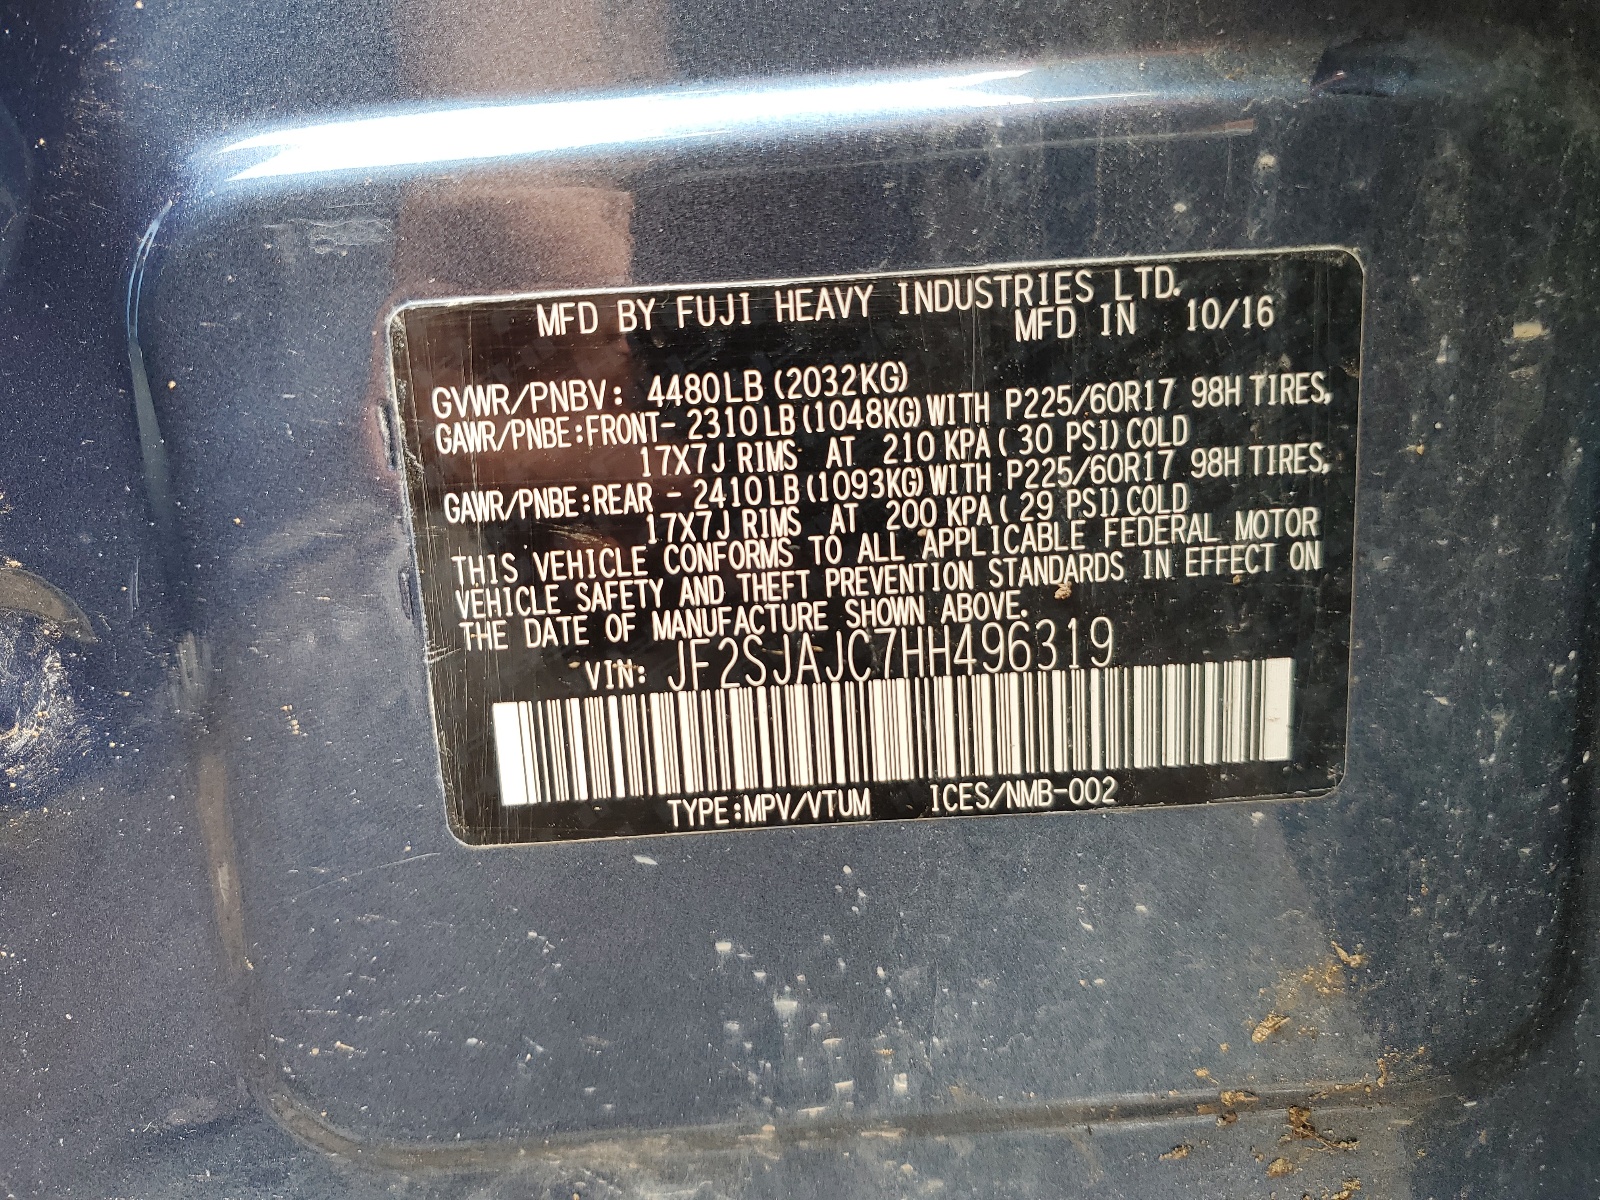 MFD BY FUJI HEAVY INDUSTRIES LTD.
MFD IN 10/16
GVWR/PNBV: 4480LB (2032KG)
GAWR/PNBE:FRONT- 2310LB (1048KG) WITH P225/60R17 98H TIRES,
17X7J RIMS AT 210 KPA ( 30 PSI) COLD
GAWR/PNBE:REAR - 2410LB (1093KG) WITH P225/60R17 98H TIRES,
17X7J RIMS AT 200 KPA ( 29 PSI) COLD
THIS VEHICLE CONFORMS TO ALL APPLICABLE FEDERAL MOTOR
VEHICLE SAFETY AND THEFT PREVENTION STANDARDS IN EFFECT ON
THE DATE OF MANUFACTURE SHOWN ABOVE.
VIN: JF2SJAJC7HH496319
TYPE:MPV/VTUM ICES/NMB-002